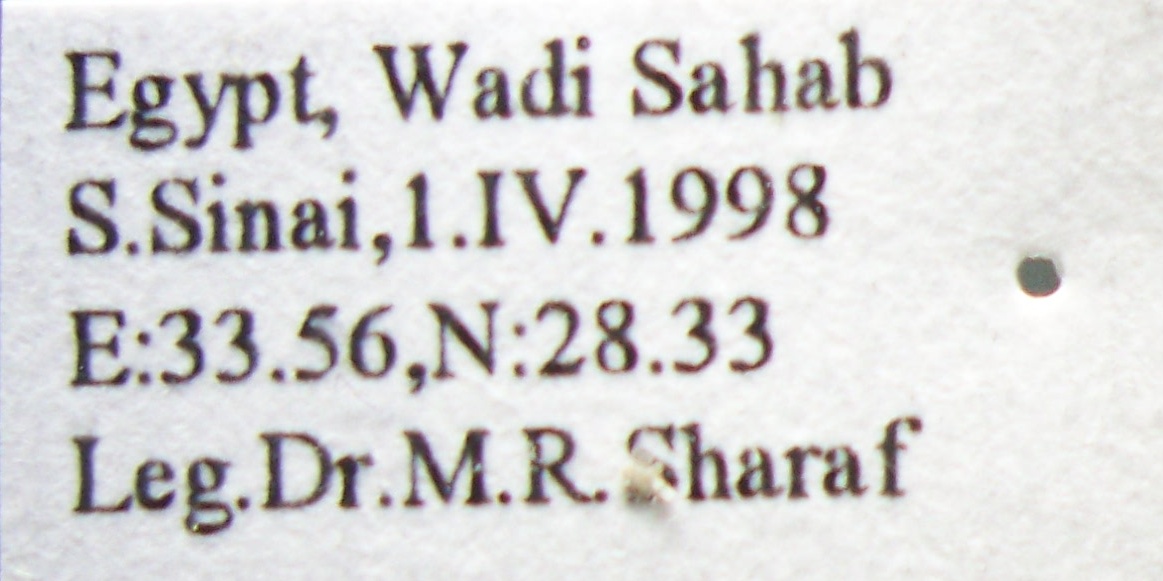 Egypt, Wadi Sahab
S.Sinai,1.IV.1998
E:33.56,N:28.33
Leg.Dr.M.R.Sharaf